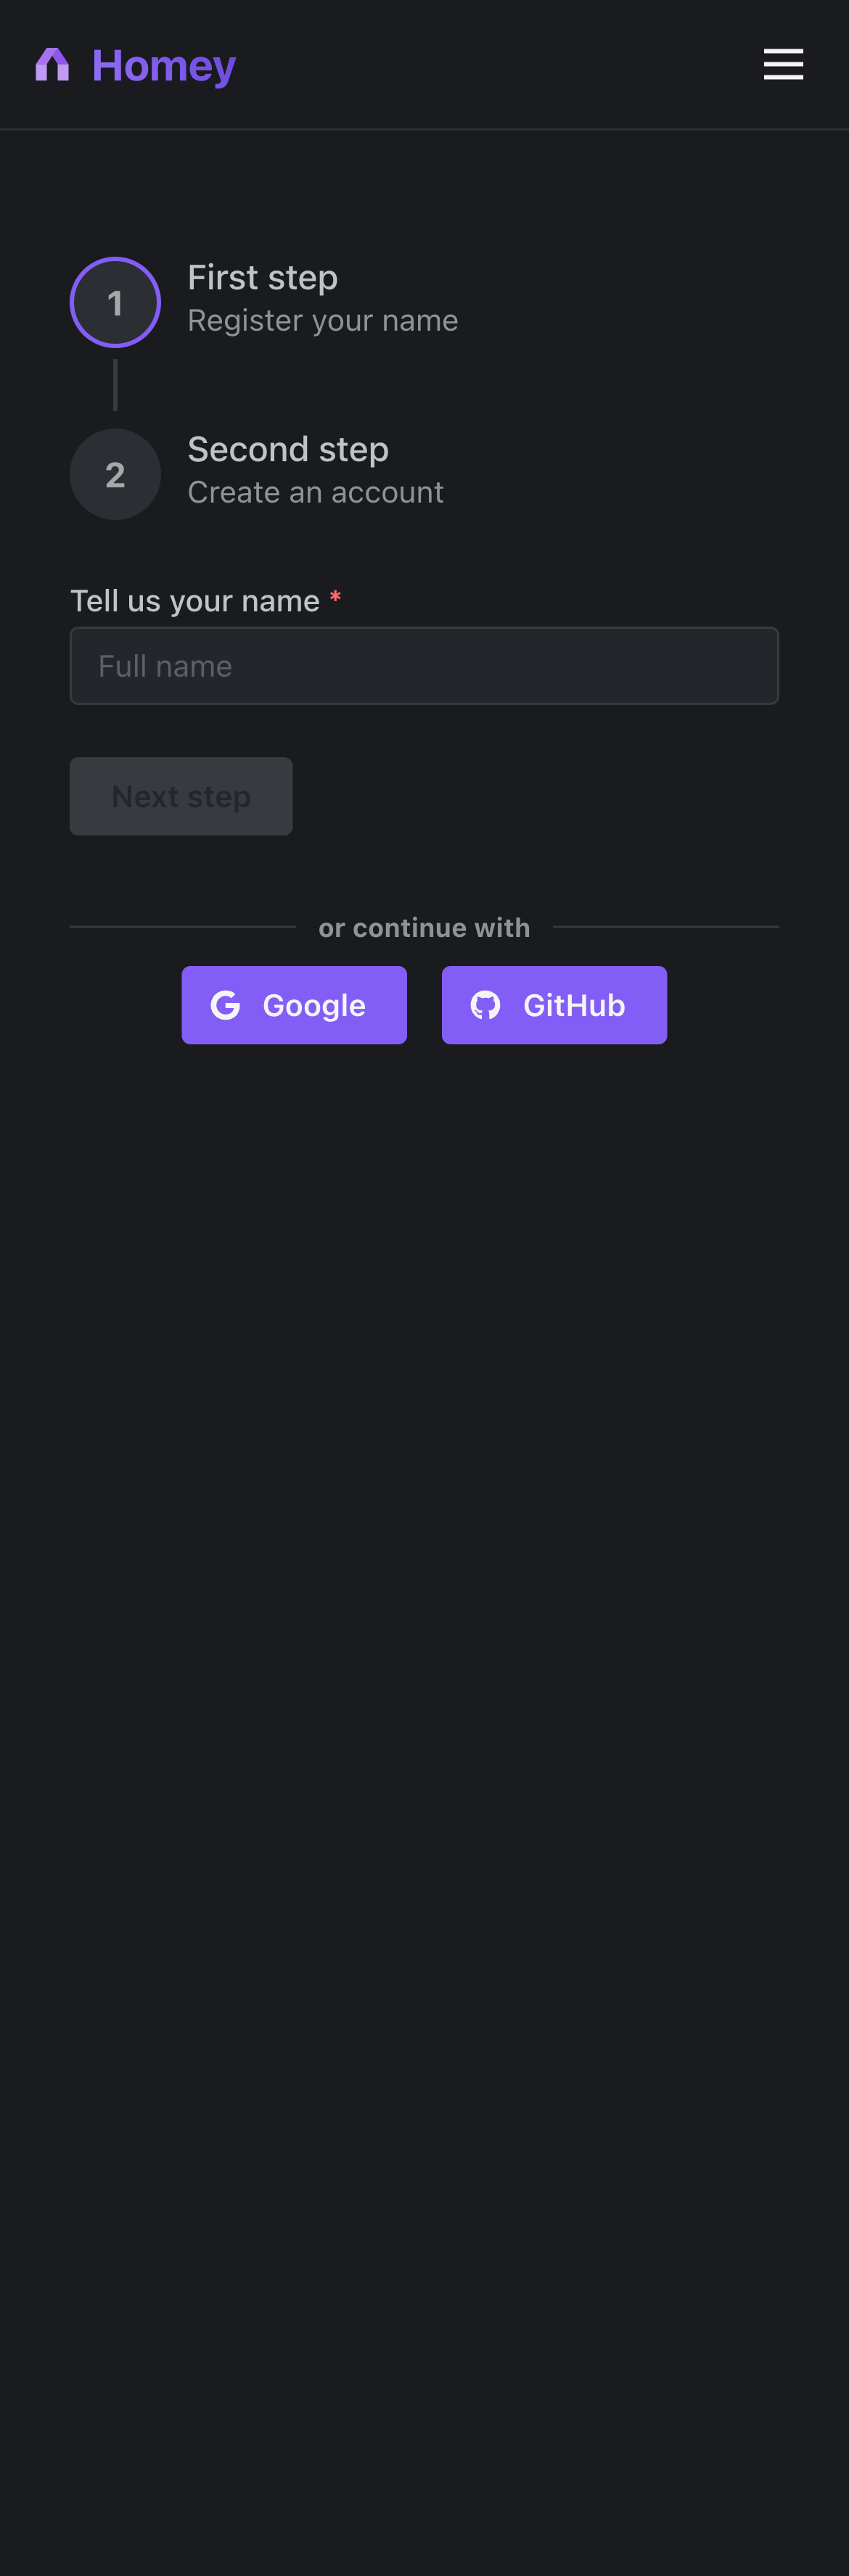 Homey
1
First step
Register your name
2
Second step
Create an account
Tell us your name *
Full name
Next step
or continue with
Google
GitHub